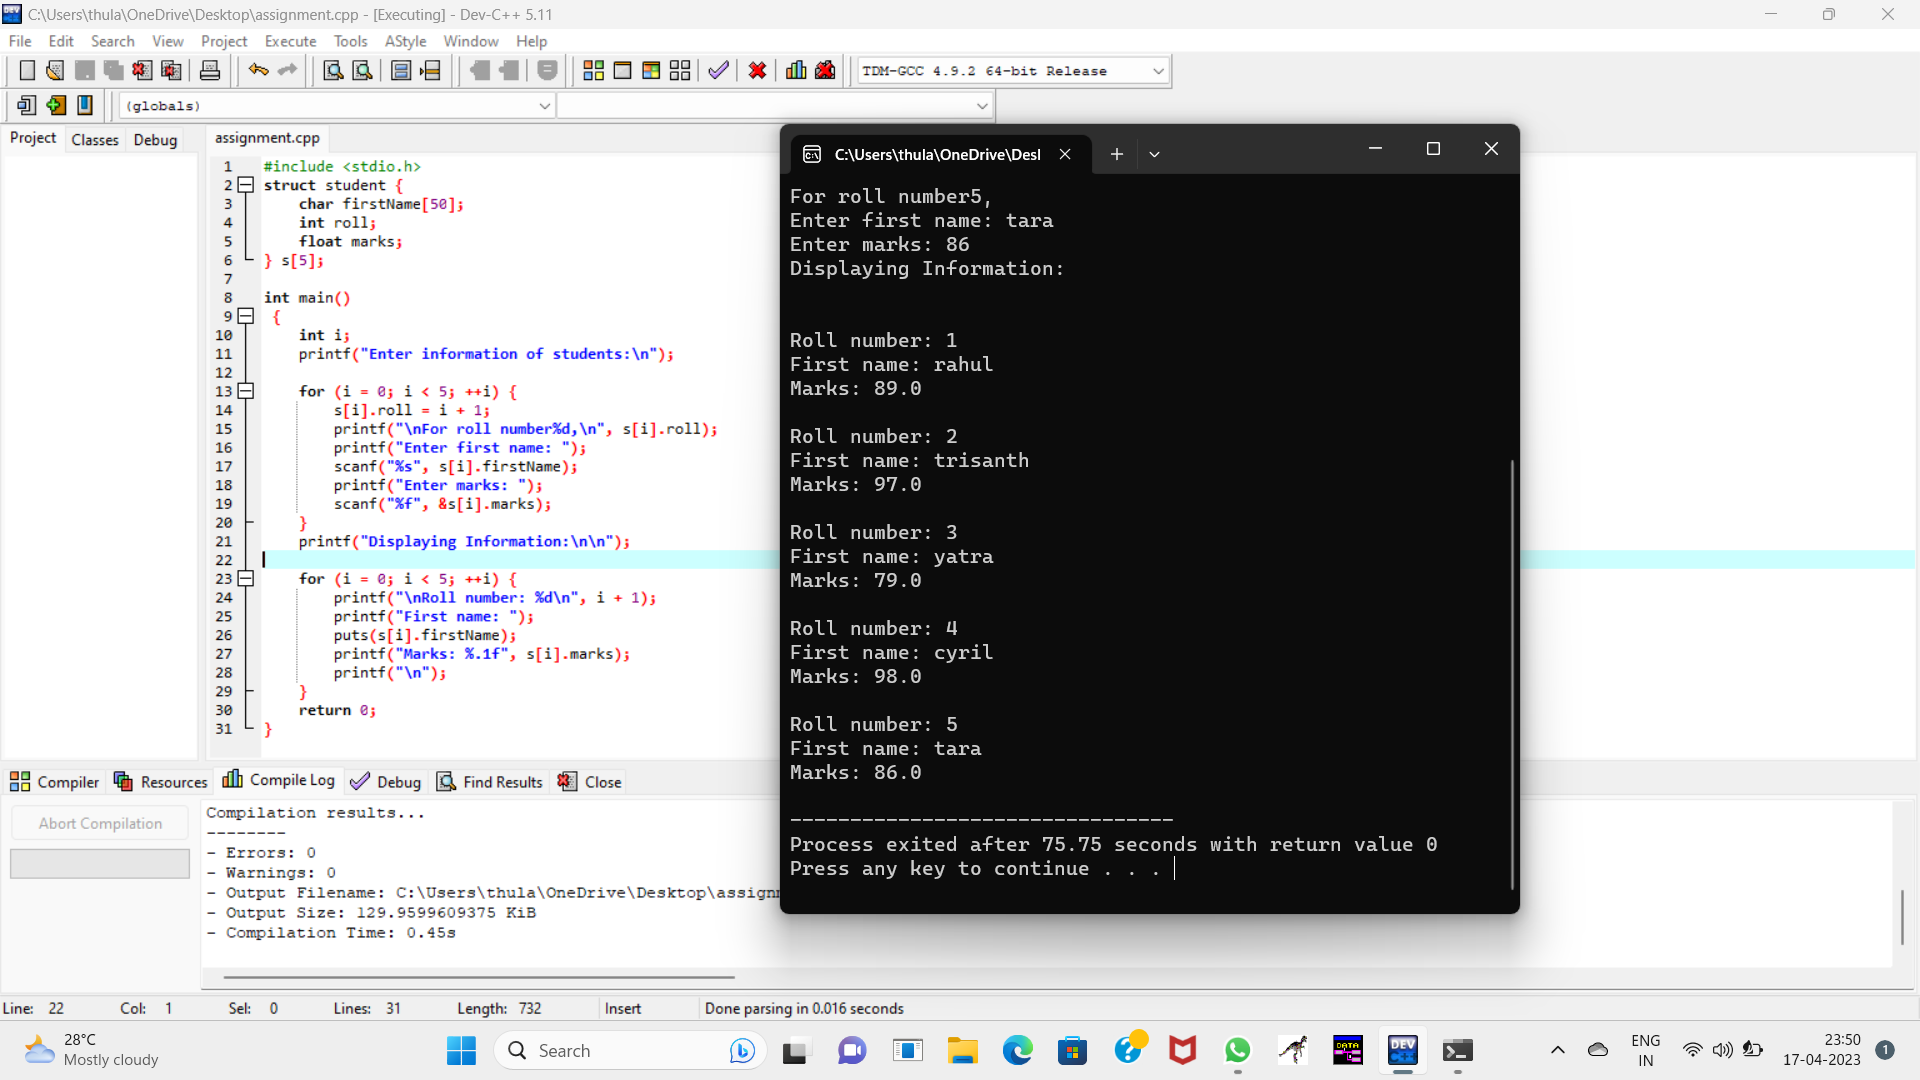 C:\Users\thula\OneDrive\Desktop\assignment.cpp - [Executing] - Dev-C++ 5.11
File Edit Search View Project Execute Tools AStyle Window Help
TDM-GCC 4.9.2 64-bit Release
(globals)
Project Classes Debug
assignment.cpp
1 #include <stdio.h>
2 struct student {
3 char firstName[50];
4 int roll;
5 float marks;
6 } s[5];
7
8 int main()
9 {
10 int i;
11 printf("Enter information of students:\n");
12
13 for (i = 0; i < 5; ++i) {
14 s[i].roll = i + 1;
15 printf("\nFor roll number%d,\n", s[i].roll);
16 printf("Enter first name: ");
17 scanf("%s", s[i].firstName);
18 printf("Enter marks: ");
19 scanf("%f", &s[i].marks);
20 }
21 printf("Displaying Information:\n\n");
22
23 for (i = 0; i < 5; ++i) {
24 printf("\nRoll number: %d\n", i + 1);
25 printf("First name: ");
26 puts(s[i].firstName);
27 printf("Marks: %.1f", s[i].marks);
28 printf("\n");
29 }
30 return 0;
31 }
C:\Users\thula\OneDrive\Desl
For roll number5,
Enter first name: tara
Enter marks: 86
Displaying Information:
Roll number: 1
First name: rahul
Marks: 89.0
Roll number: 2
First name: trisanth
Marks: 97.0
Roll number: 3
First name: yatra
Marks: 79.0
Roll number: 4
First name: cyril
Marks: 98.0
Roll number: 5
First name: tara
Marks: 86.0
--------------------------------
Process exited after 75.75 seconds with return value 0
Press any key to continue . . .
Compiler Resources Compile Log Debug Find Results Close
Abort Compilation
Compilation results...
--------
- Errors: 0
- Warnings: 0
- Output Filename: C:\Users\thula\OneDrive\Desktop\assignm
- Output Size: 129.9599609375 KiB
- Compilation Time: 0.45s
Line: 22 Col: 1 Sel: 0 Lines: 31 Length: 732 Insert Done parsing in 0.016 seconds
28°C
Mostly cloudy
Search
DATA
DEV
C++
ENG
IN
23:50
17-04-2023
1